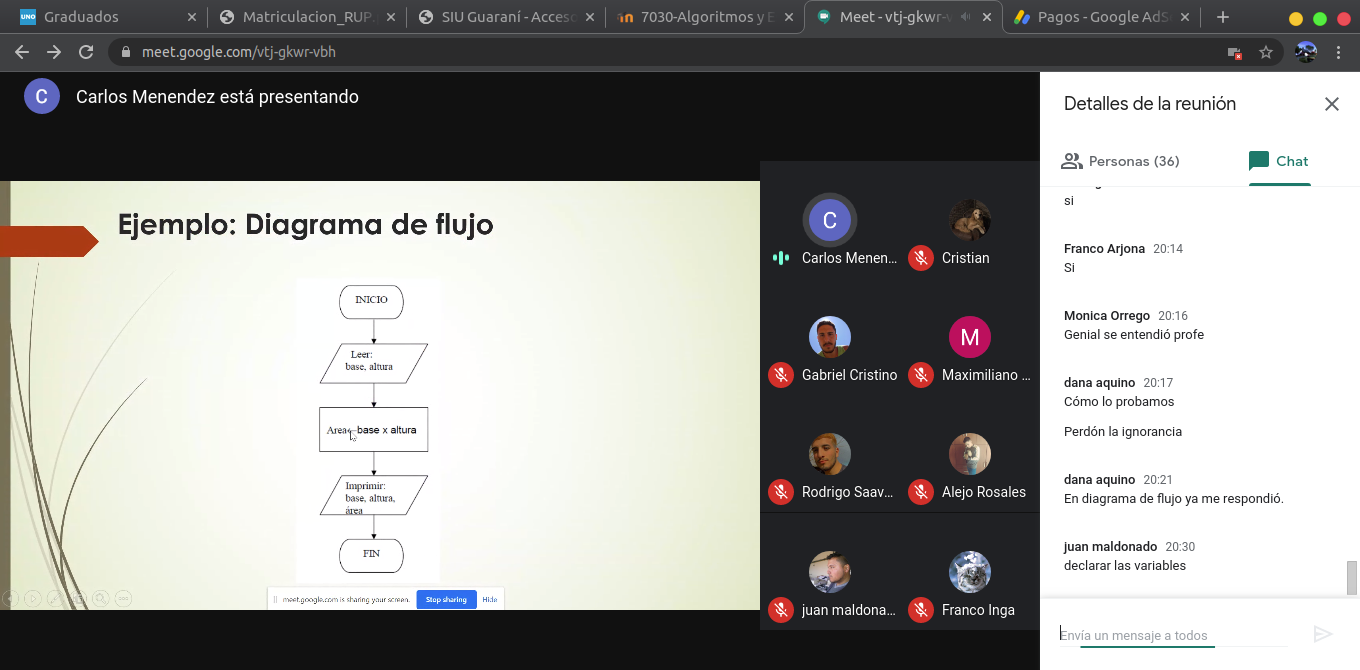 UNO Graduados
Matriculacion_RUP.
SIU Guaraní - Acces
7030-Algoritmos y E
Meet - vtj-gkwr-v
Pagos - Google AdS
meet.google.com/vtj-gkwr-vbh
C Carlos Menendez está presentando
Ejemplo: Diagrama de flujo
INICIO
Leer:
base, altura
Area base x altura
Imprimir:
base, altura,
área
FIN
meet.google.com is sharing your screen. Stop sharing Hide
C
Carlos Menen...
Cristian
Gabriel Cristino
M
Maximiliano ...
Rodrigo Saav...
Alejo Rosales
juan maldona...
Franco Inga
Detalles de la reunión
Personas (36)
Chat
si
Franco Arjona 20:14
Si
Monica Orrego 20:16
Genial se entendió profe
dana aquino 20:17
Cómo lo probamos
Perdón la ignorancia
dana aquino 20:21
En diagrama de flujo ya me respondió.
juan maldonado 20:30
declarar las variables
Envía un mensaje a todos